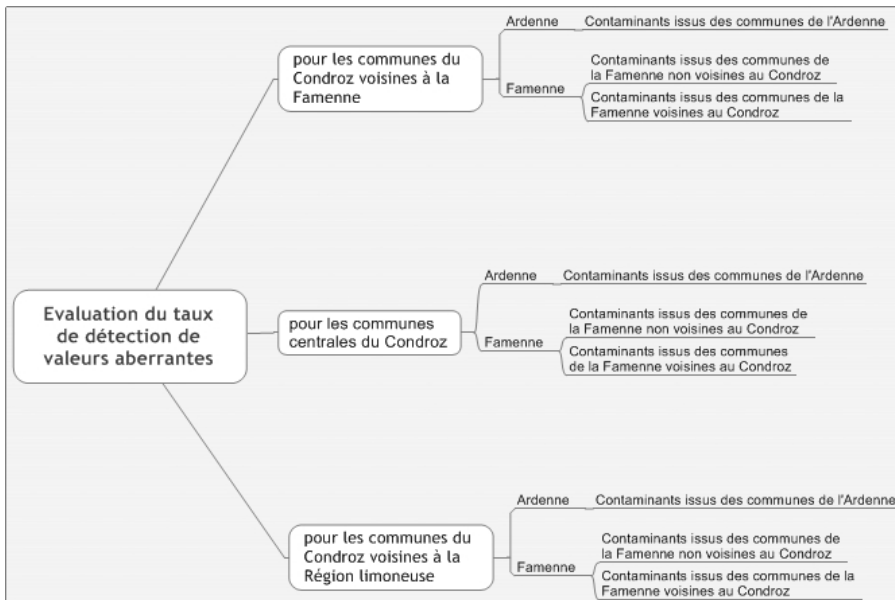 Evaluation du taux
de détection de
valeurs aberrantes
pour les communes du
Condroz voisines à la
Famenne
Ardenne
Contaminants issus des communes de l'Ardenne
Famenne
Contaminants issus des communes de
la Famenne non voisines au Condroz
Contaminants issus des communes de la
Famenne voisines au Condroz
pour les communes
centrales du Condroz
Ardenne
Contaminants issus des communes de l'Ardenne
Famenne
Contaminants issus des communes de
la Famenne non voisines au Condroz
Contaminants issus des communes
de la Famenne voisines au Condroz
pour les communes du
Condroz voisines à la
Région limoneuse
Ardenne
Contaminants issus des communes de l'Ardenne
Famenne
Contaminants issus des communes de
la Famenne non voisines au Condroz
Contaminants issus des communes de la
Famenne voisines au Condroz